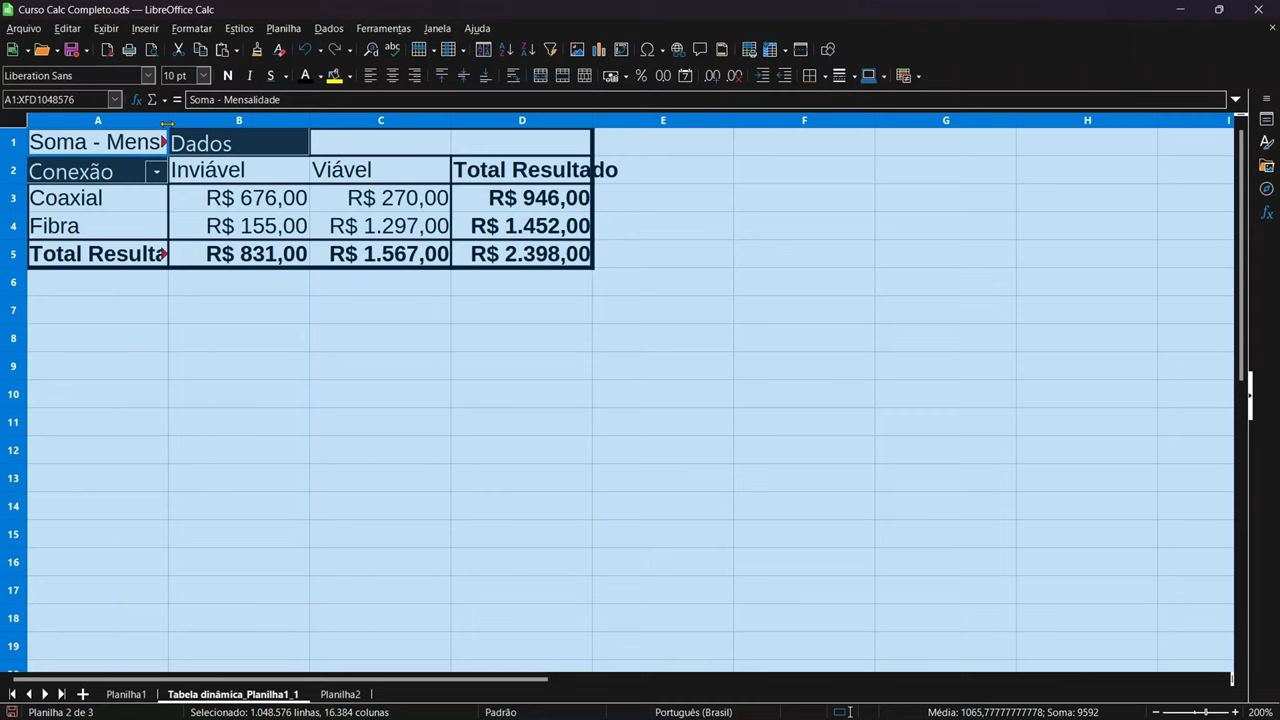 Curso Calc Completo.ods — LibreOffice Calc
Arquivo Editar Exibir Inserir Formatar Estilos Planilha Dados Ferramentas Janela Ajuda
Liberation Sans 10 pt N I S A
A1:XFD1048576 Soma - Mensalidade
A B C D E F G H I
1 Soma - Mens Dados
2 Conexão Inviável Viável Total Resultado
3 Coaxial R$ 676,00 R$ 270,00 R$ 946,00
4 Fibra R$ 155,00 R$ 1.297,00 R$ 1.452,00
5 Total Resulta R$ 831,00 R$ 1.567,00 R$ 2.398,00
6
7
8
9
10
11
12
13
14
15
16
17
18
19
Planilha1 Tabela dinâmica_Planilha1_1 Planilha2
Planilha 2 de 3 Selecionado: 1.048.576 linhas, 16.384 colunas Padrão Português (Brasil) Média: 1065,77777777778; Soma: 9592 200%